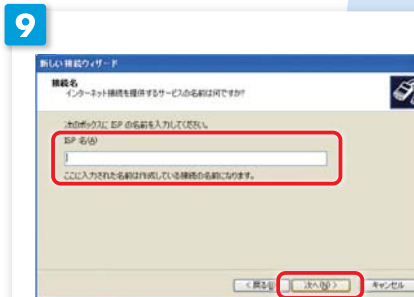 9
新しい接続ウィザード
接続名
インターネット接続を提供するサービスの名前は何ですか?
次のボックスに ISP の名前を入力してください。
ISP 名(A)
ここに入力された名前は作成している接続の名前になります。
< 戻る(B) 次へ(N) > キャンセル